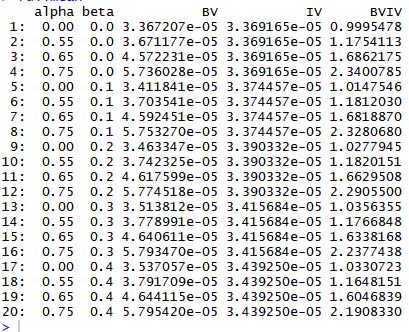 alpha beta BV IV BVIV
1: 0.00 0.0 3.367207e-05 3.369165e-05 0.9995478
2: 0.55 0.0 3.671177e-05 3.369165e-05 1.1754113
3: 0.65 0.0 4.572231e-05 3.369165e-05 1.6862175
4: 0.75 0.0 5.736028e-05 3.369165e-05 2.3400785
5: 0.00 0.1 3.411841e-05 3.374457e-05 1.0147546
6: 0.55 0.1 3.703541e-05 3.374457e-05 1.1812030
7: 0.65 0.1 4.592451e-05 3.374457e-05 1.6818870
8: 0.75 0.1 5.753270e-05 3.374457e-05 2.3280680
9: 0.00 0.2 3.463347e-05 3.390332e-05 1.0277945
10: 0.55 0.2 3.742325e-05 3.390332e-05 1.1820151
11: 0.65 0.2 4.617599e-05 3.390332e-05 1.6629508
12: 0.75 0.2 5.774518e-05 3.390332e-05 2.2905500
13: 0.00 0.3 3.513812e-05 3.415684e-05 1.0356355
14: 0.55 0.3 3.778991e-05 3.415684e-05 1.1766848
15: 0.65 0.3 4.640611e-05 3.415684e-05 1.6338168
16: 0.75 0.3 5.793470e-05 3.415684e-05 2.2377438
17: 0.00 0.4 3.537057e-05 3.439250e-05 1.0330723
18: 0.55 0.4 3.791709e-05 3.439250e-05 1.1648151
19: 0.65 0.4 4.644115e-05 3.439250e-05 1.6046839
20: 0.75 0.4 5.795420e-05 3.439250e-05 2.1908330
>